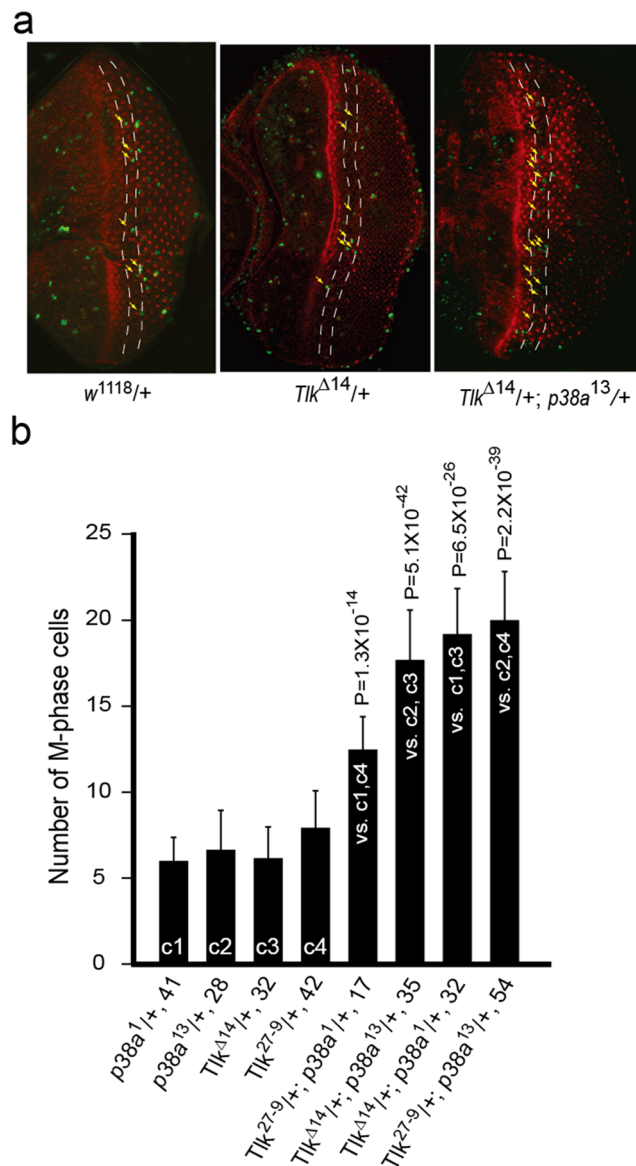 a
w1118/+
TlkΔ14/+
TlkΔ14/+; p38a13/+
b
Number of M-phase cells
25
20
15
10
5
0
P=1.3X10-14
P=5.1X10-42
P=6.5X10-26
P=2.2X10-39
c1
c2
c3
c4
vs. c1,c4
vs. c2, c3
vs. c1,c3
vs. c2,c4
p38a1/+, 41
p38a13/+, 28
TlkΔ14/+, 32
Tlk27-9/+, 42
Tlk27-9/+; p38a1/+, 17
TlkΔ14/+; p38a13/+, 35
TlkΔ14/+; p38a1/+, 32
Tlk27-9/+; p38a13/+, 54